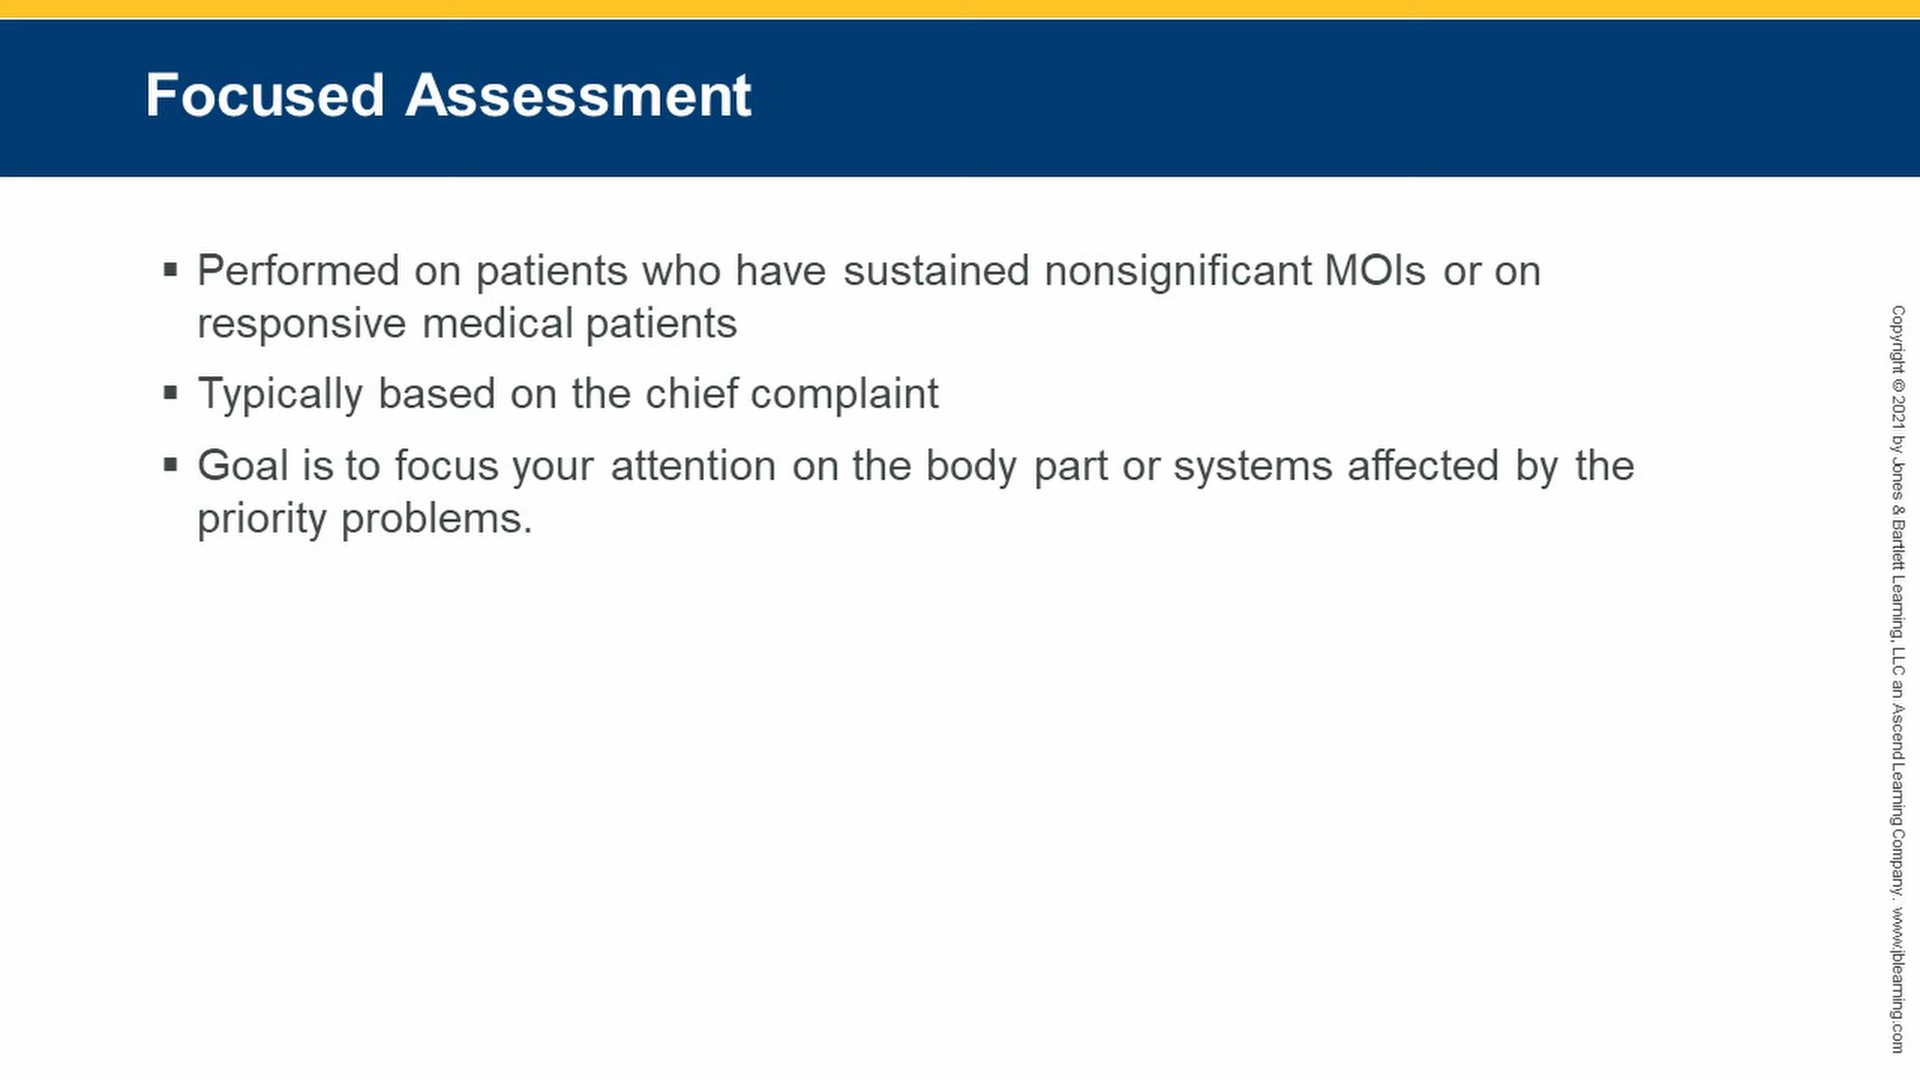 Focused Assessment
▪ Performed on patients who have sustained nonsignificant MOIs or on
responsive medical patients
▪ Typically based on the chief complaint
▪ Goal is to focus your attention on the body part or systems affected by the
priority problems.
Copyright © 2021 by Jones & Bartlett Learning, LLC an Ascend Learning Company. www.jblearning.com